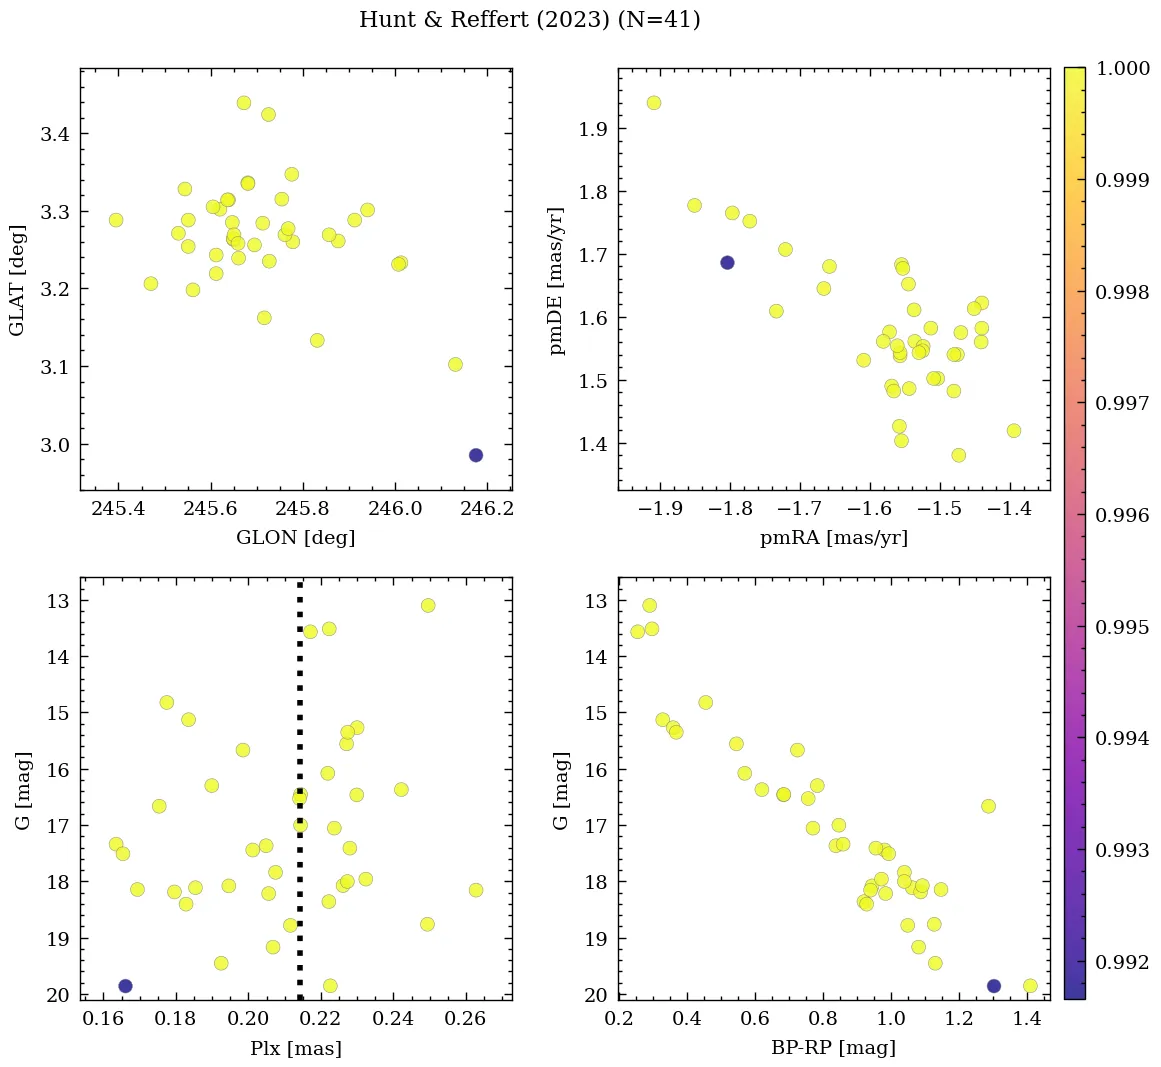 Hunt & Reffert (2023) (N=41)
3.4
3.3
3.2
3.1
3.0
GLAT [deg]
245.4 245.6 245.8 246.0 246.2
GLON [deg]
1.9
1.8
1.7
1.6
1.5
1.4
pmDE [mas/yr]
−1.9 −1.8 −1.7 −1.6 −1.5 −1.4
pmRA [mas/yr]
1.000
0.999
0.998
0.997
0.996
0.995
0.994
0.993
0.992
13
14
15
16
17
18
19
20
G [mag]
0.16 0.18 0.20 0.22 0.24 0.26
Plx [mas]
13
14
15
16
17
18
19
20
G [mag]
0.2 0.4 0.6 0.8 1.0 1.2 1.4
BP-RP [mag]